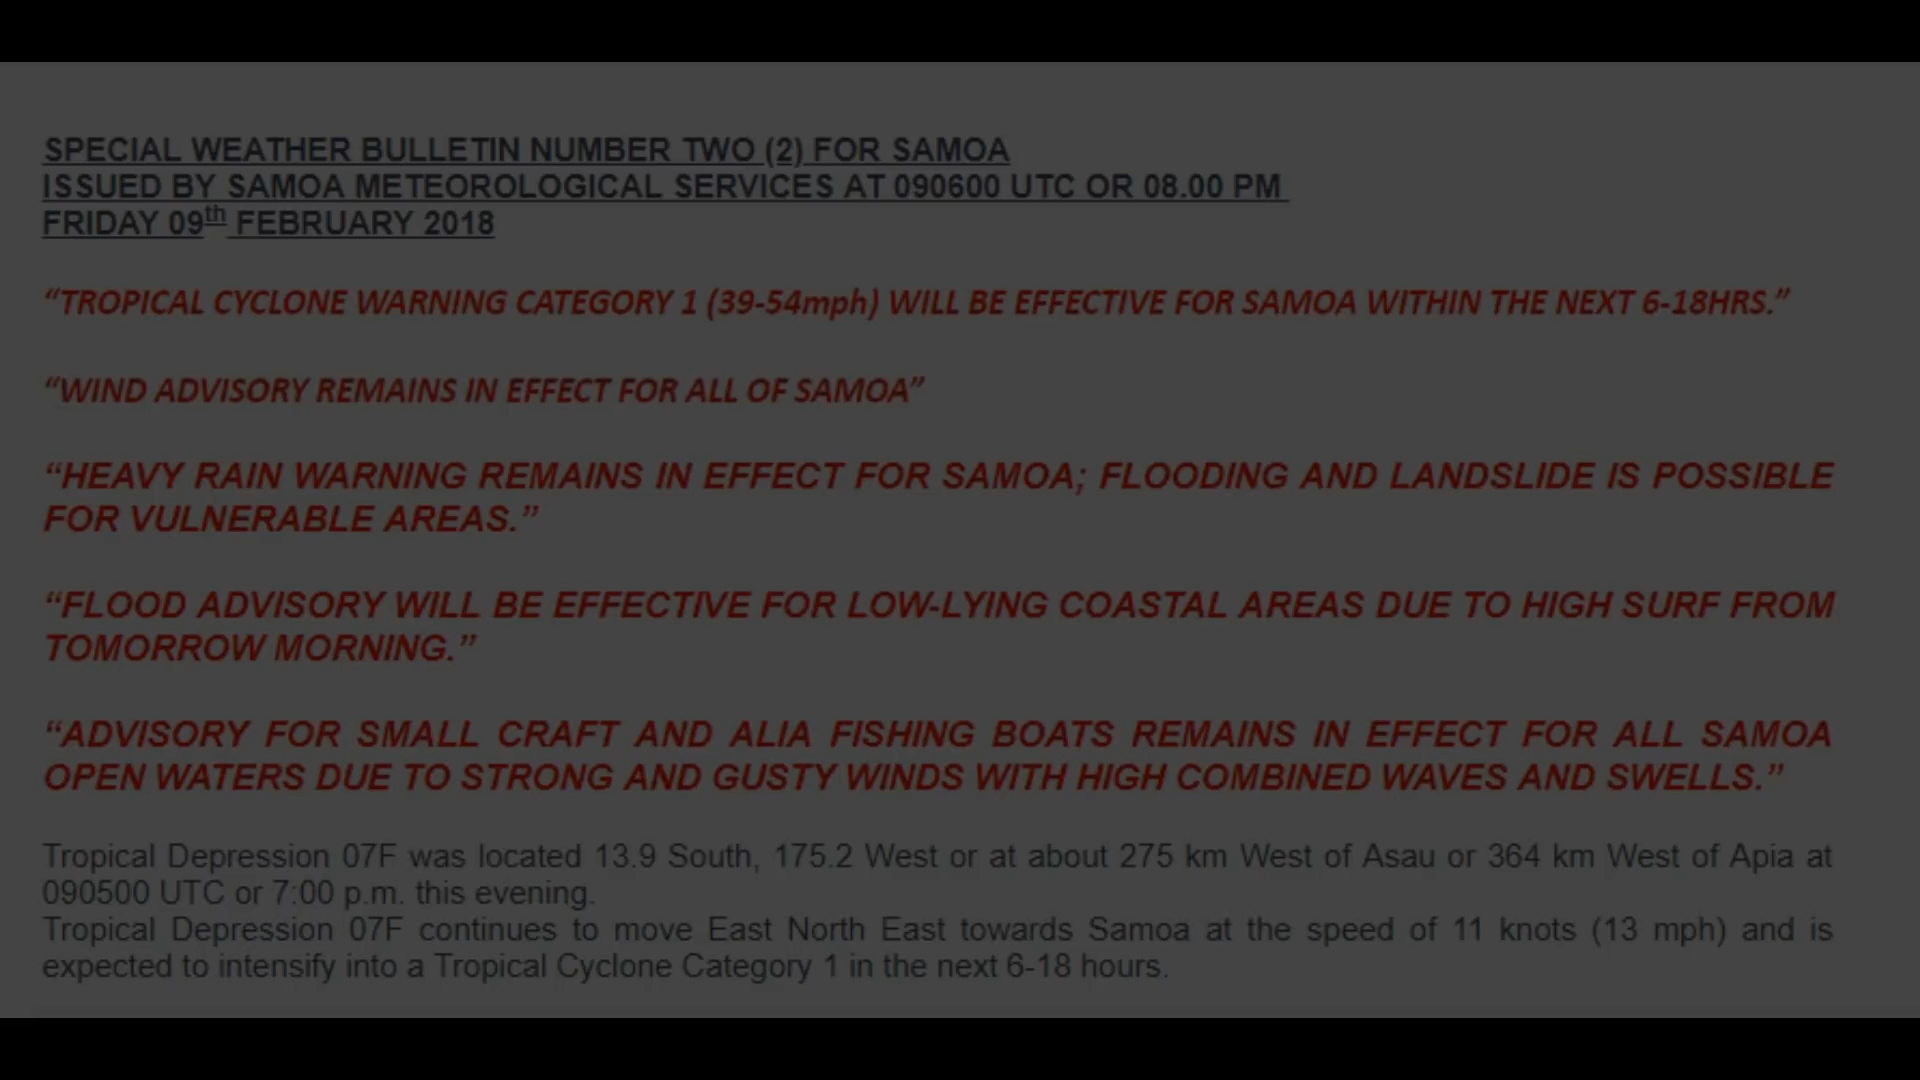 SPECIAL WEATHER BULLETIN NUMBER TWO (2) FOR SAMOA
ISSUED BY SAMOA METEOROLOGICAL SERVICES AT 090600 UTC OR 08.00 PM
FRIDAY 09th FEBRUARY 2018
“TROPICAL CYCLONE WARNING CATEGORY 1 (39-54mph) WILL BE EFFECTIVE FOR SAMOA WITHIN THE NEXT 6-18HRS.”
“WIND ADVISORY REMAINS IN EFFECT FOR ALL OF SAMOA”
“HEAVY RAIN WARNING REMAINS IN EFFECT FOR SAMOA; FLOODING AND LANDSLIDE IS POSSIBLE
FOR VULNERABLE AREAS.”
“FLOOD ADVISORY WILL BE EFFECTIVE FOR LOW-LYING COASTAL AREAS DUE TO HIGH SURF FROM
TOMORROW MORNING.”
“ADVISORY FOR SMALL CRAFT AND ALIA FISHING BOATS REMAINS IN EFFECT FOR ALL SAMOA
OPEN WATERS DUE TO STRONG AND GUSTY WINDS WITH HIGH COMBINED WAVES AND SWELLS.”
Tropical Depression 07F was located 13.9 South, 175.2 West or at about 275 km West of Asau or 364 km West of Apia at
090500 UTC or 7:00 p.m. this evening.
Tropical Depression 07F continues to move East North East towards Samoa at the speed of 11 knots (13 mph) and is
expected to intensify into a Tropical Cyclone Category 1 in the next 6-18 hours.